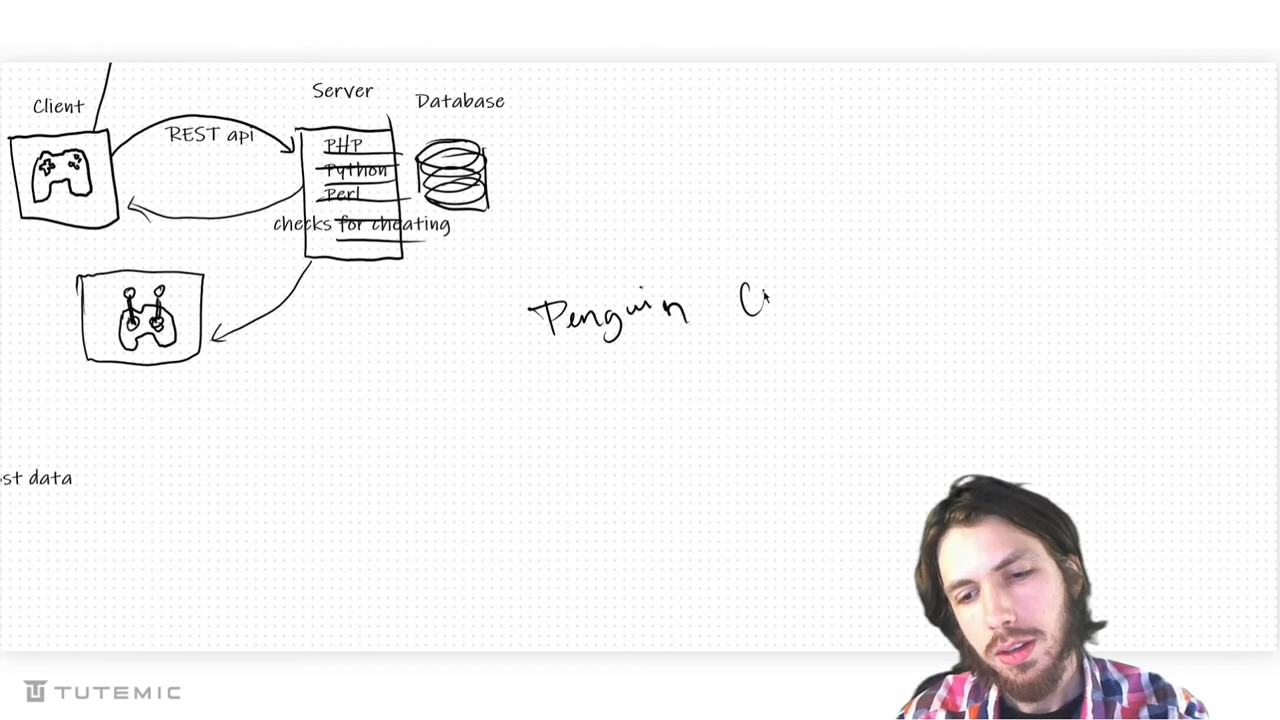 Client
REST api
Server
Database
PHP
Python
Perl
checks for cheating
Penguin C
st data
TUTEMIC